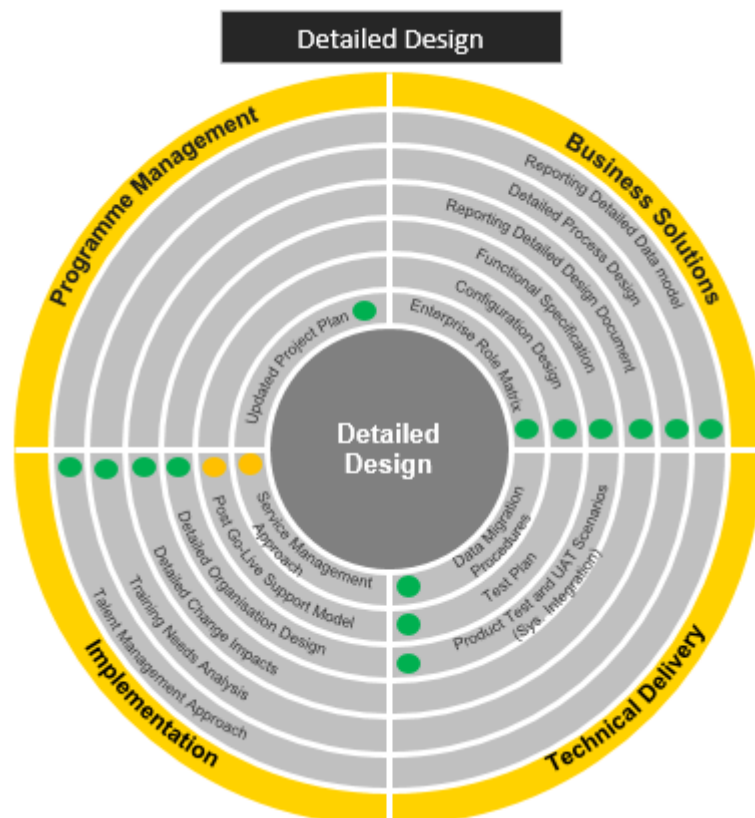 Detailed Design
Programme Management
Updated Project Plan
Business Solutions
Reporting Detailed Data model
Detailed Process Design
Reporting Detailed Design Document
Functional Specification
Configuration Design
Enterprise Role Matrix
Detailed
Design
Service Management
Approach
Post Go-Live Support Model
Detailed Organisation Design
Detailed Change Impacts
Training Needs Analysis
Talent Management Approach
Implementation
Data Migration
Procedures
Test Plan
Product Test and UAT Scenarios
(Sys. Integration)
Technical Delivery